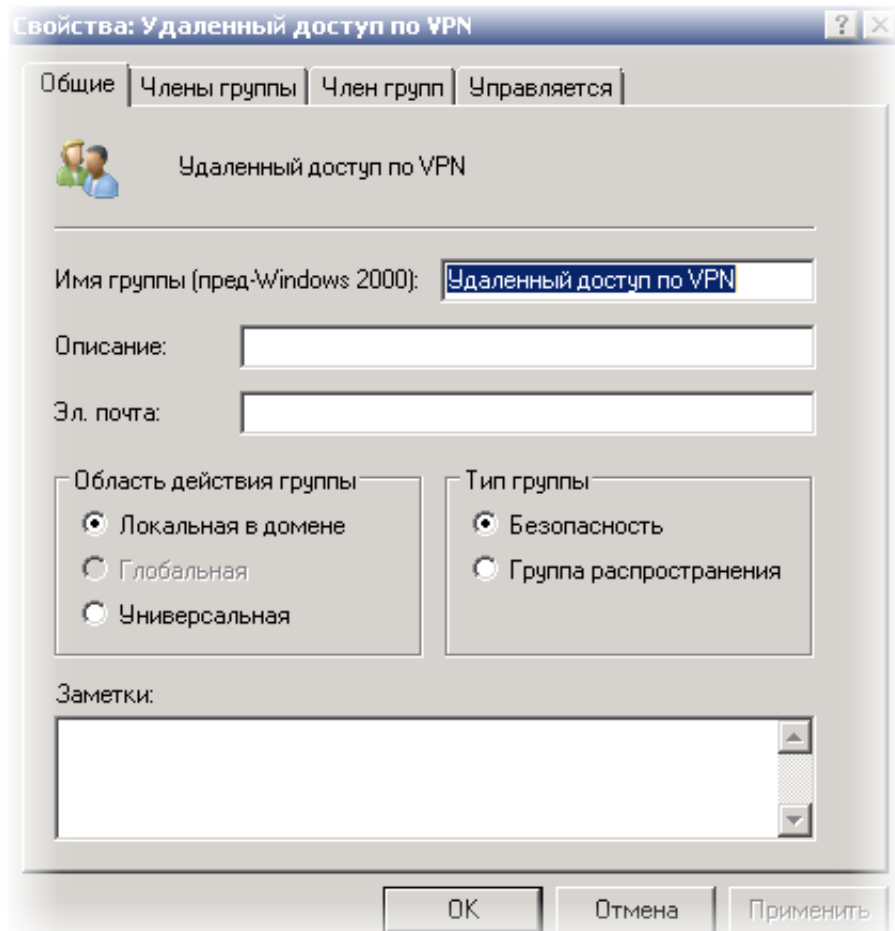 Свойства: Удаленный доступ по VPN
Общие Члены группы Член групп Управляется
Удаленный доступ по VPN
Имя группы (пред-Windows 2000): Удаленный доступ по VPN
Описание:
Эл. почта:
Область действия группы Тип группы
Локальная в домене Безопасность
Глобальная Группа распространения
Универсальная
Заметки:
OK Отмена Применить